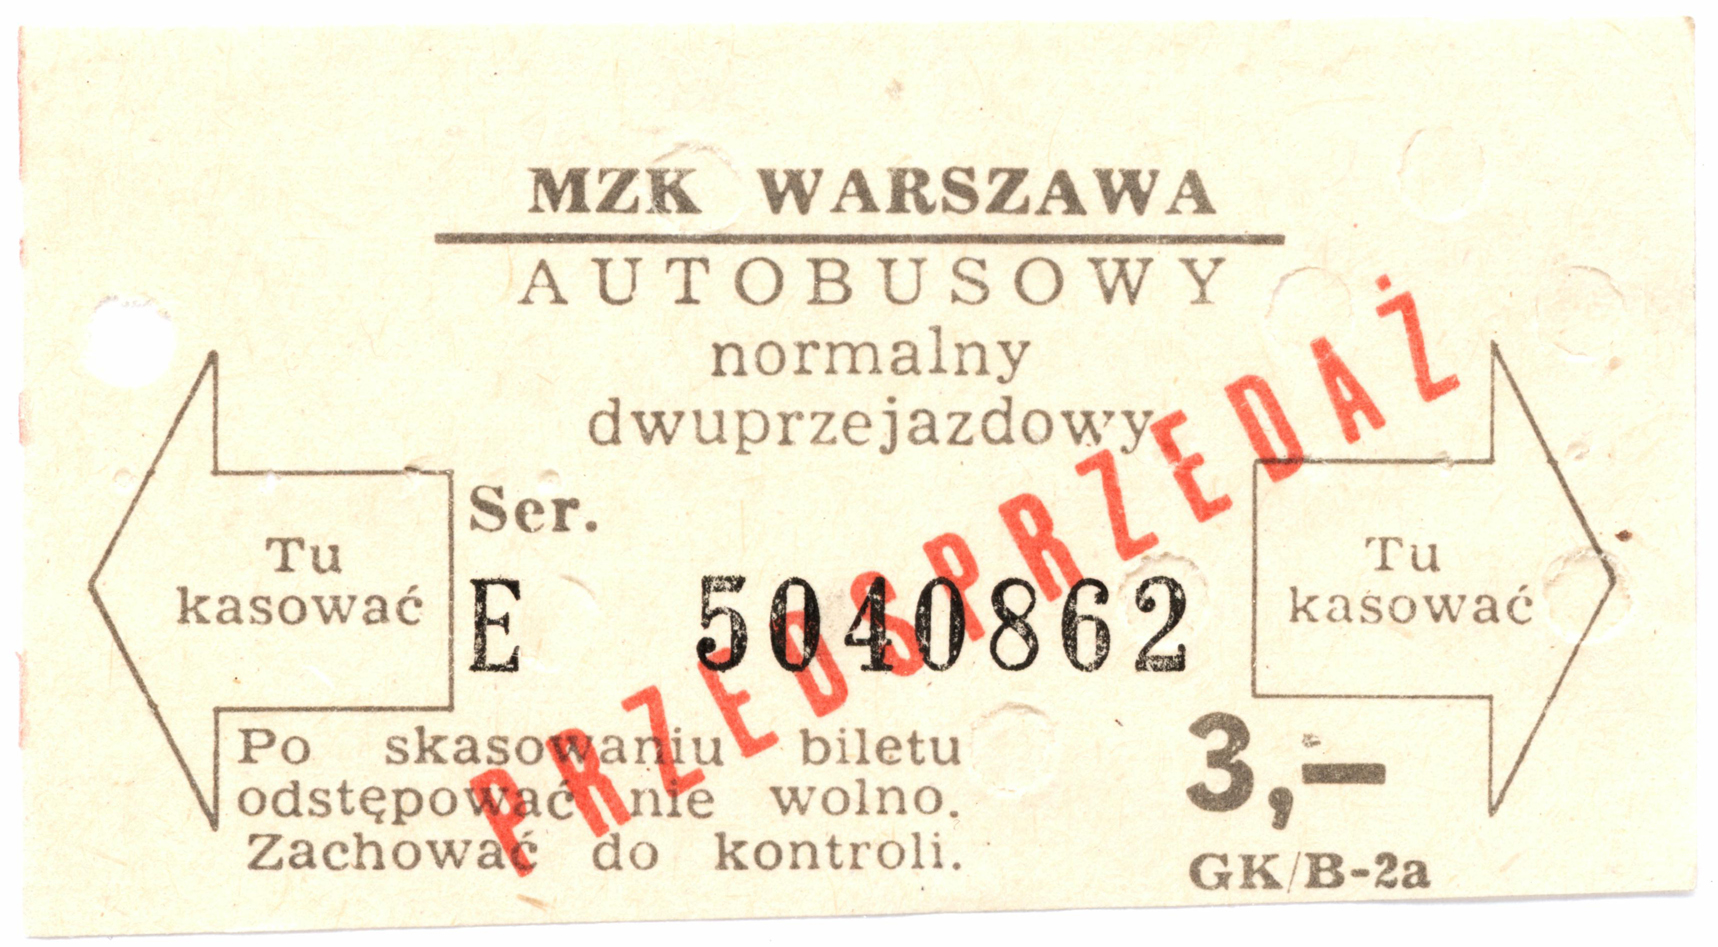 MZK WARSZAWA
AUTOBUSOWY
normalny
dwuprzejazdowy
PRZEDSPRZEDAŻ
Ser.
E 5040862
Tu
kasować
Tu
kasować
Po skasowaniu biletu
odstępować nie wolno.
Zachować do kontroli.
3,—
GK/B-2a